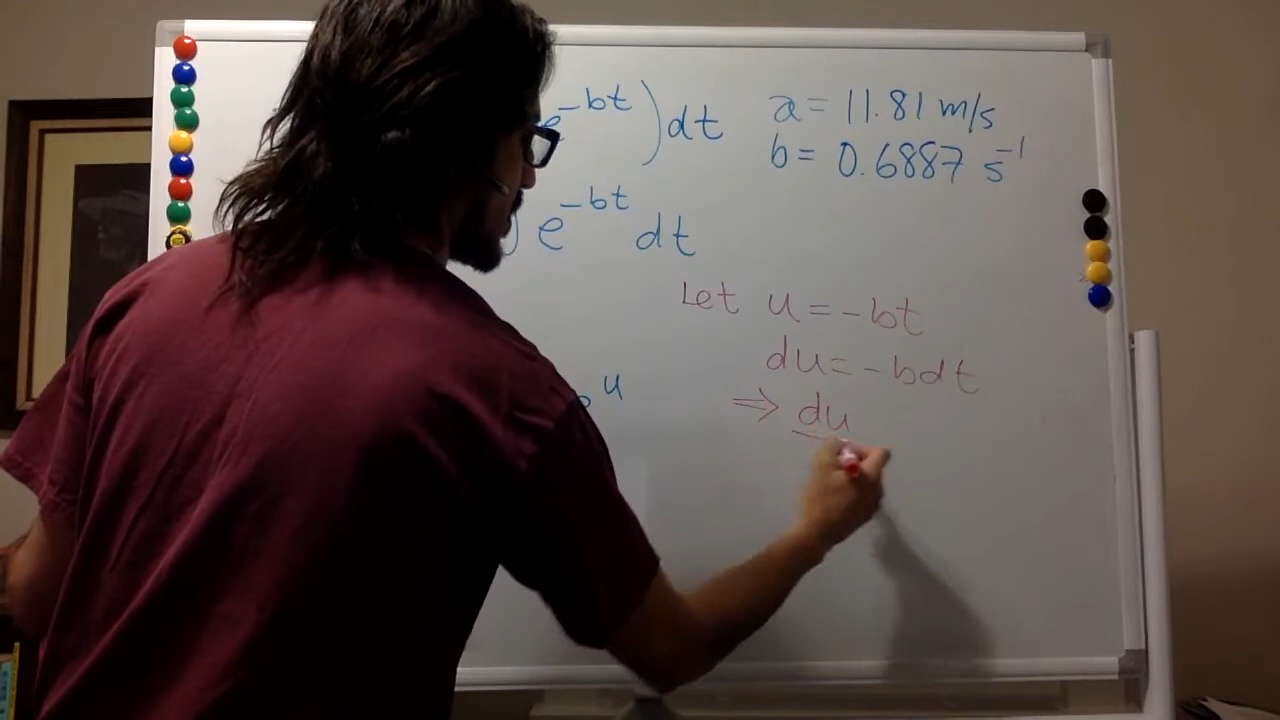 e^{-bt})dt
a = 11.81 m/s
b = 0.6887 s^{-1}
e^{-bt} dt
Let u = -bt
du = -bdt
u
⇒ du